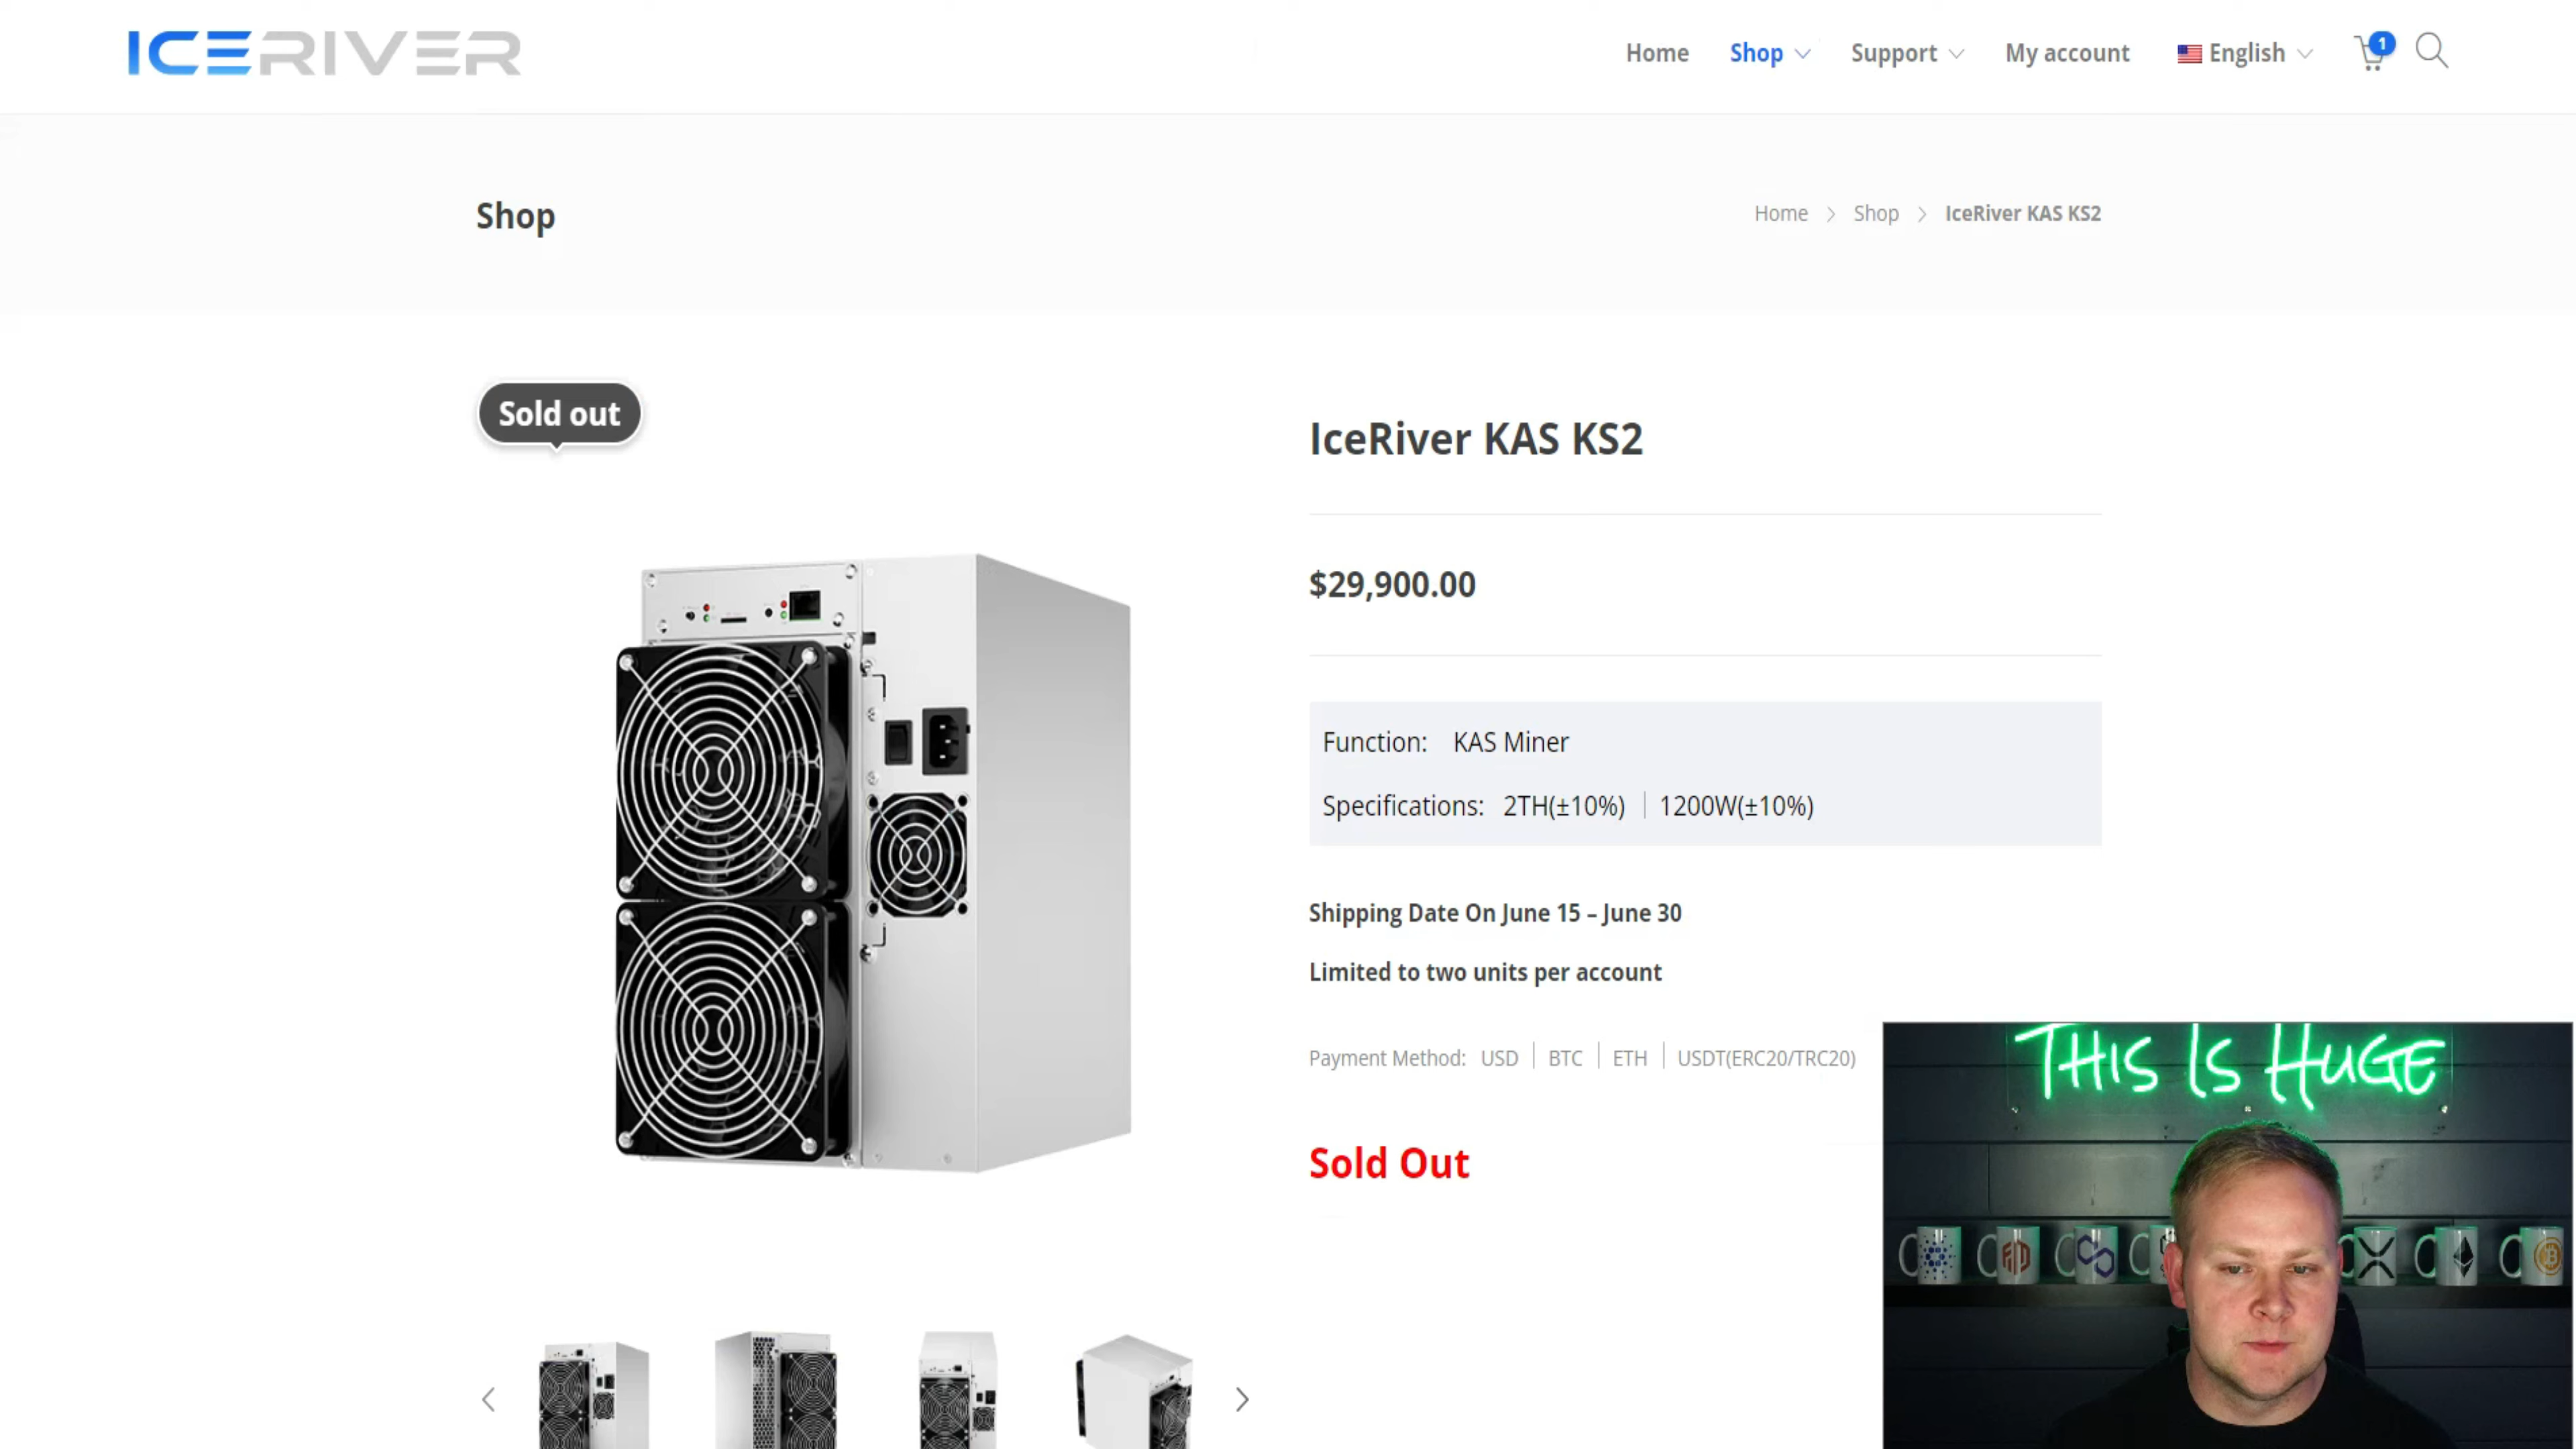 ICERIVER
Home Shop Support My account English 1
Shop
Home > Shop > IceRiver KAS KS2
Sold out
IceRiver KAS KS2
$29,900.00
Function: KAS Miner
Specifications: 2TH(±10%) | 1200W(±10%)
Shipping Date On June 15 – June 30
Limited to two units per account
Payment Method: USD | BTC | ETH | USDT(ERC20/TRC20)
Sold Out
THIS IS HUGE